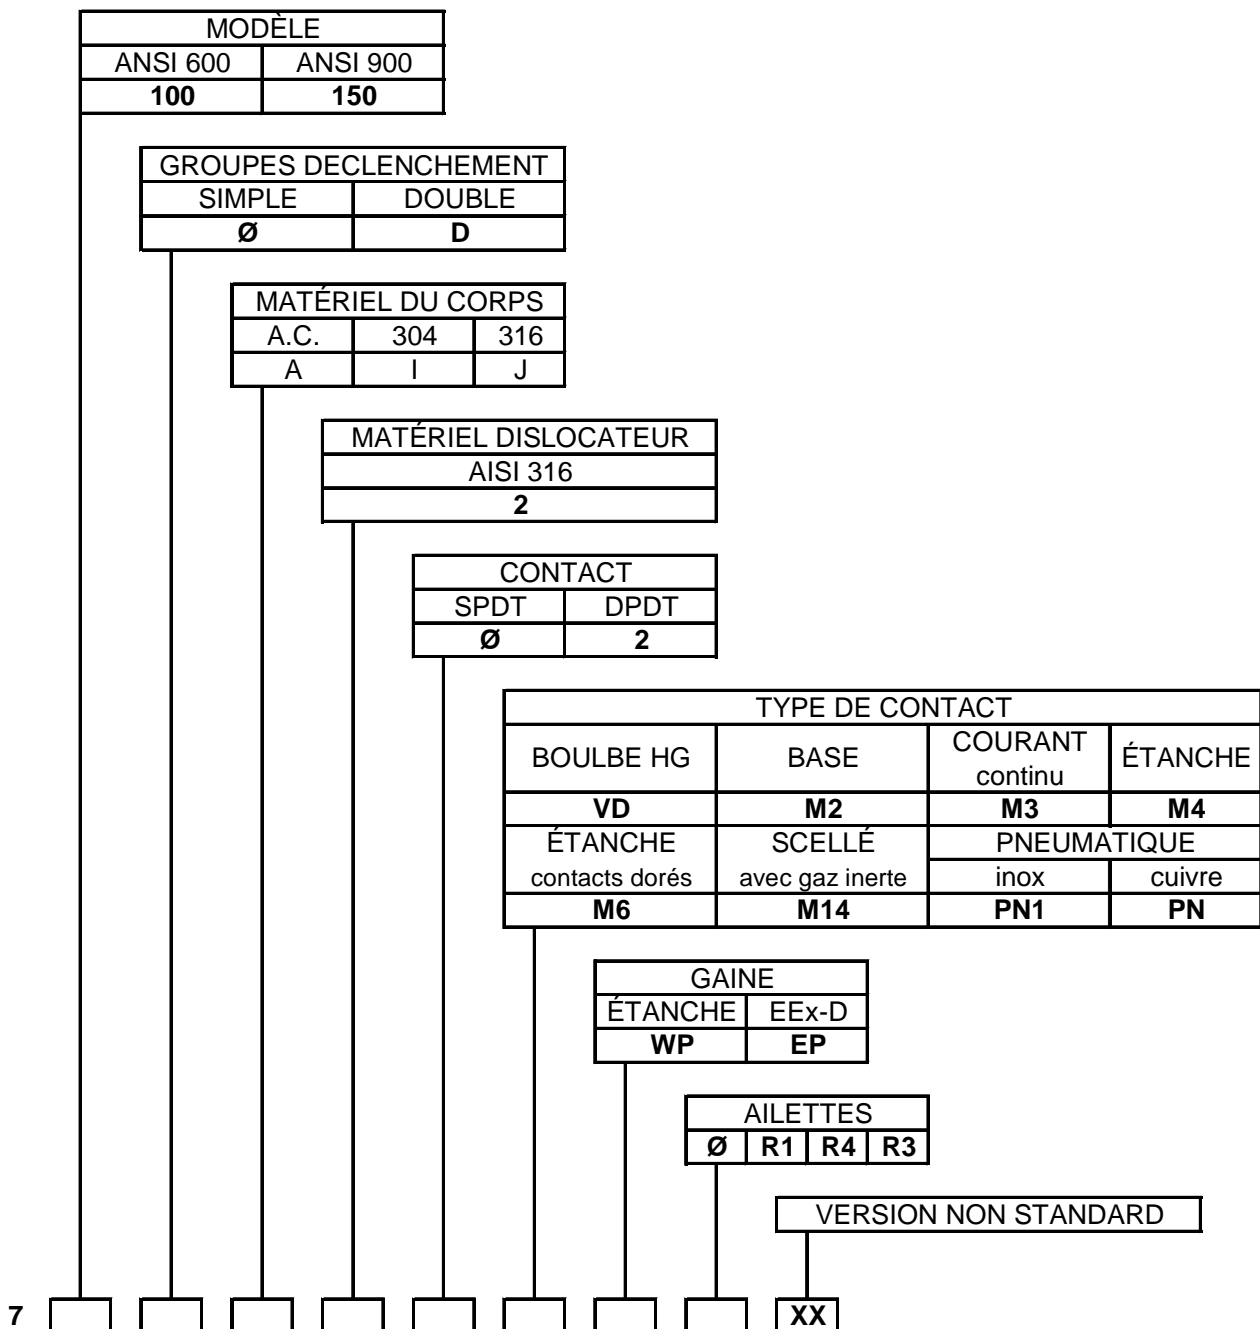 MODÈLE
ANSI 600 ANSI 900
100 150
GROUPES DECLENCHEMENT
SIMPLE DOUBLE
Ø D
MATÉRIEL DU CORPS
A.C. 304 316
A I J
MATÉRIEL DISLOCATEUR
AISI 316
2
CONTACT
SPDT DPDT
Ø 2
TYPE DE CONTACT
BOULBE HG BASE COURANT continu ÉTANCHE
VD M2 M3 M4
ÉTANCHE SCELLÉ PNEUMATIQUE
contacts dorés avec gaz inerte inox cuivre
M6 M14 PN1 PN
GAINE
ÉTANCHE EEx-D
WP EP
AILETTES
Ø R1 R4 R3
VERSION NON STANDARD
7 XX